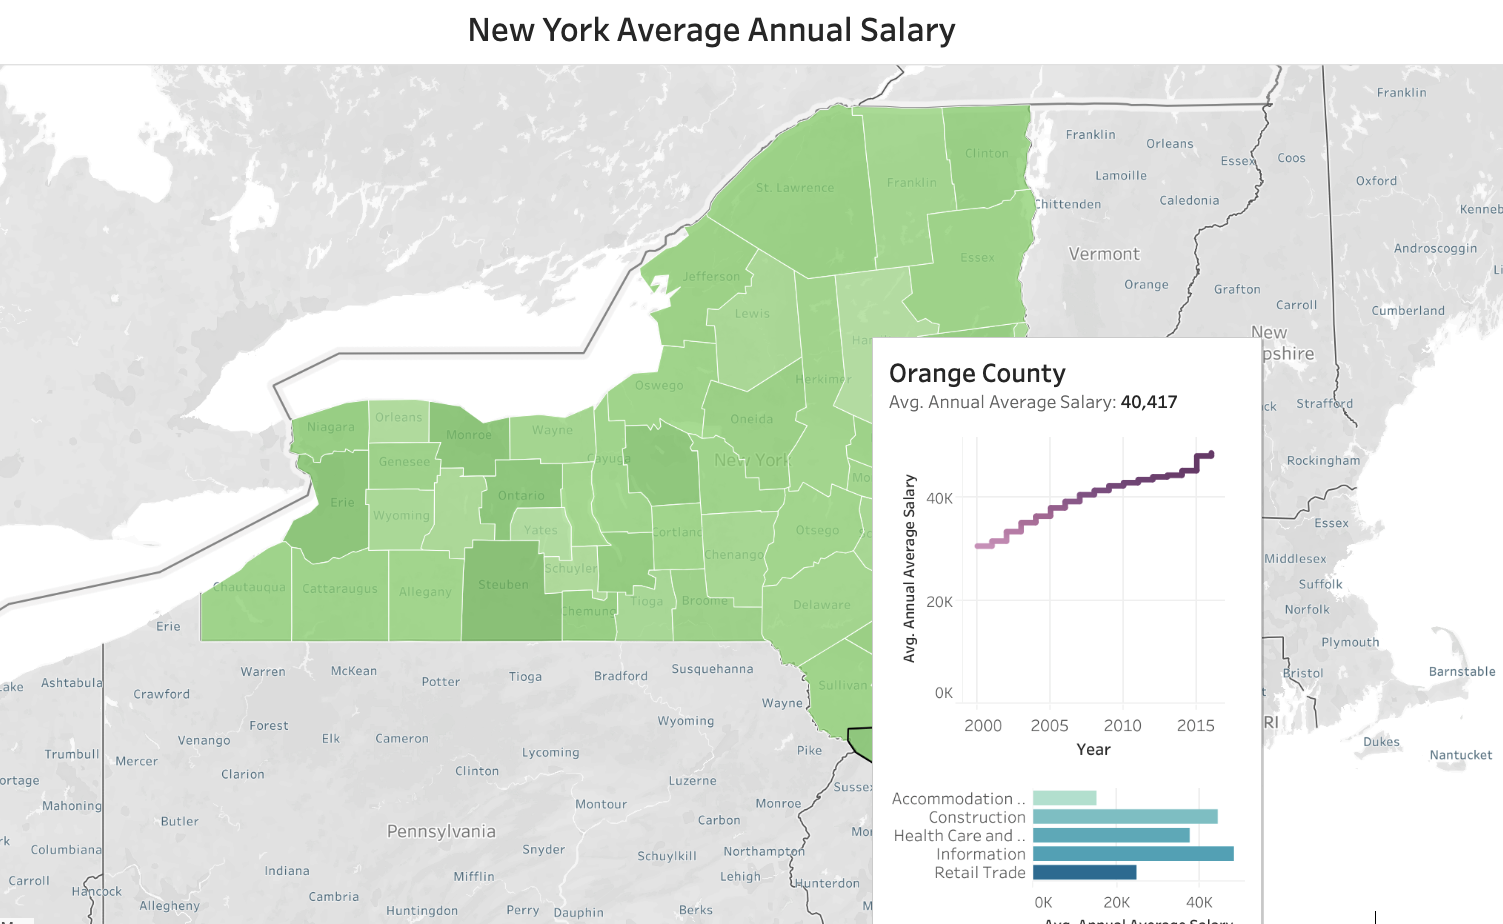 New York Average Annual Salary
Franklin
Franklin
Orleans
Clinton
Essex
Coos
Lamoille
Oxford
St. Lawrence
Franklin
Chittenden
Caledonia
Kenneb
Androscoggin
Vermont
Essex
Jefferson
Orange
Grafton
Carroll
Cumberland
Lewis
New
pshire
Herkimer
Oswego
Strafford
Orleans
Niagara
Monroe
Wayne
Oneida
Cayuga
Genesee
New York
Rockingham
Ontario
Erie
Wyoming
Yates
Cortland
Otsego
Essex
Chenango
Middlesex
Schuyler
Suffolk
Chautauqua
Cattaraugus
Allegany
Steuben
Chemung
Tioga
Broome
Delaware
Norfolk
Erie
Plymouth
Warren
McKean
Potter
Tioga
Bradford
Susquehanna
Sullivan
Bristol
Barnstable
ake
Ashtabula
Crawford
Wayne
Forest
Wyoming
RI
Venango
Elk
Cameron
Dukes
Trumbull
Mercer
Lycoming
Pike
Nantucket
Clarion
Clinton
Luzerne
Sussex
ortage
Mahoning
Montour
Monroe
Butler
Carbon
Pennsylvania
rk
Columbiana
Snyder
Schuylkill
Northampton
Indiana
Mifflin
Lehigh
Hunterdon
Carroll
Hancock
Cambria
Allegheny
Huntingdon
Perry
Dauphin
Berks
Orange County
Avg. Annual Average Salary: 40,417
Avg. Annual Average Salary
40K
20K
0K
2000
2005
2010
2015
Year
Accommodation ..
Construction
Health Care and ..
Information
Retail Trade
0K
20K
40K
Avg. Annual Average Salary